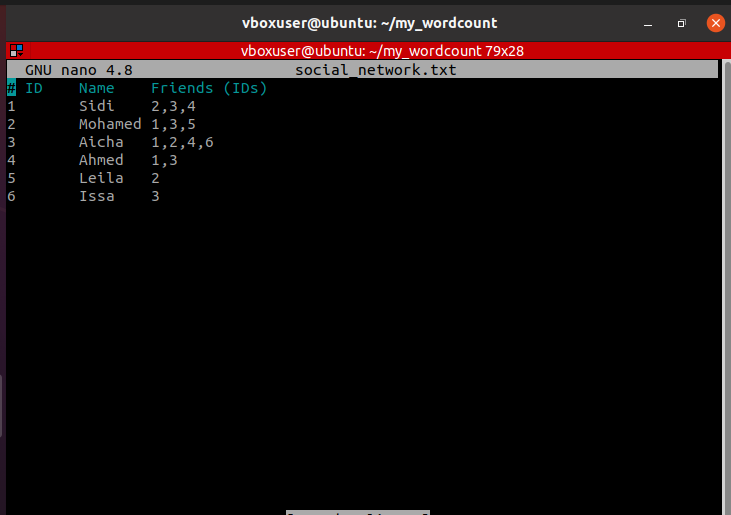 vboxuser@ubuntu: ~/my_wordcount
vboxuser@ubuntu: ~/my_wordcount 79x28
GNU nano 4.8 social_network.txt
# ID Name Friends (IDs)
1 Sidi 2,3,4
2 Mohamed 1,3,5
3 Aicha 1,2,4,6
4 Ahmed 1,3
5 Leila 2
6 Issa 3